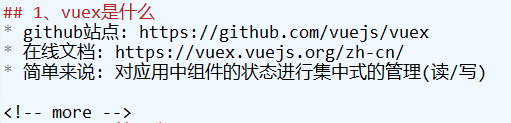 ## 1、vuex是什么
* github站点: https://github.com/vuejs/vuex
* 在线文档: https://vuex.vuejs.org/zh-cn/
* 简单来说: 对应用中组件的状态进行集中式的管理(读/写)
<!-- more -->